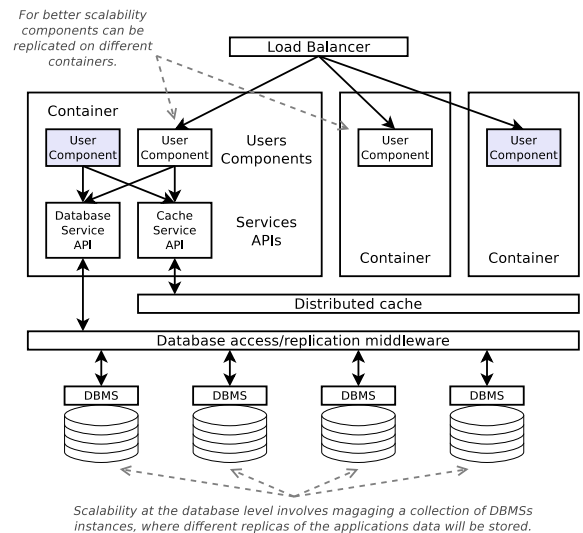 For better scalability
components can be
replicated on different
containers.
Load Balancer
Container
User
Component
User
Component
Users
Components
User
Component
User
Component
Database
Service
API
Cache
Service
API
Services
APIs
Container
Container
Distributed cache
Database access/replication middleware
DBMS
DBMS
DBMS
DBMS
Scalability at the database level involves magaging a collection of DBMSs
instances, where different replicas of the applications data will be stored.